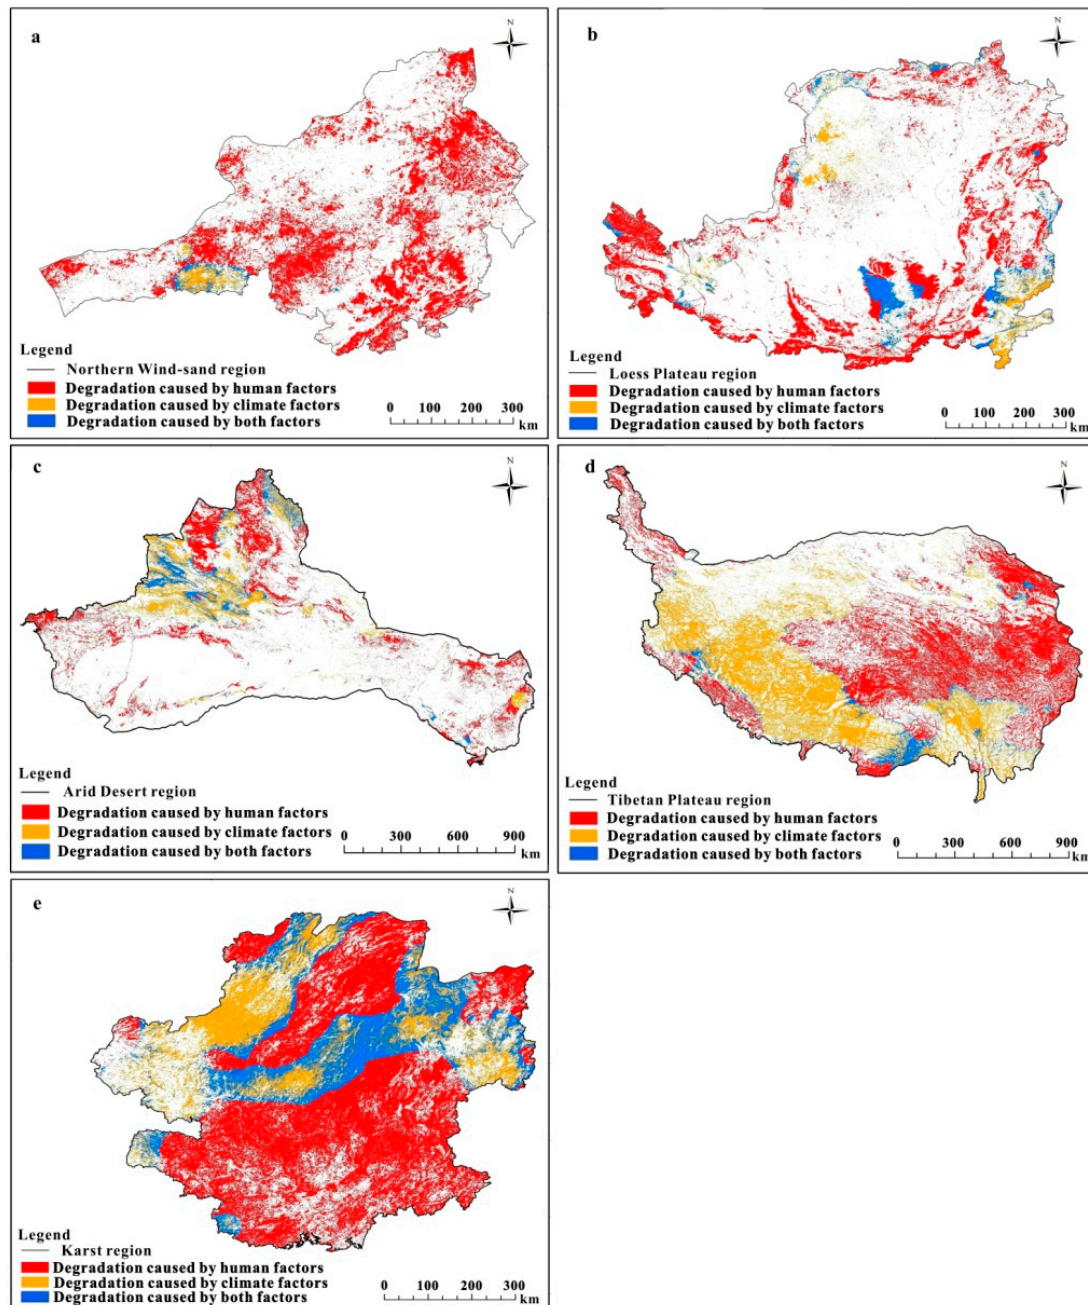 a
N
Legend
Northern Wind-sand region
Degradation caused by human factors
Degradation caused by climate factors
Degradation caused by both factors
0 100 200 300
km
b
N
Legend
Loess Plateau region
Degradation caused by human factors
Degradation caused by climate factors
Degradation caused by both factors
0 100 200 300
km
c
N
Legend
Arid Desert region
Degradation caused by human factors
Degradation caused by climate factors
Degradation caused by both factors
0 300 600 900
km
d
N
Legend
Tibetan Plateau region
Degradation caused by human factors
Degradation caused by climate factors
Degradation caused by both factors
0 300 600 900
km
e
N
Legend
Karst region
Degradation caused by human factors
Degradation caused by climate factors
Degradation caused by both factors
0 100 200 300
km